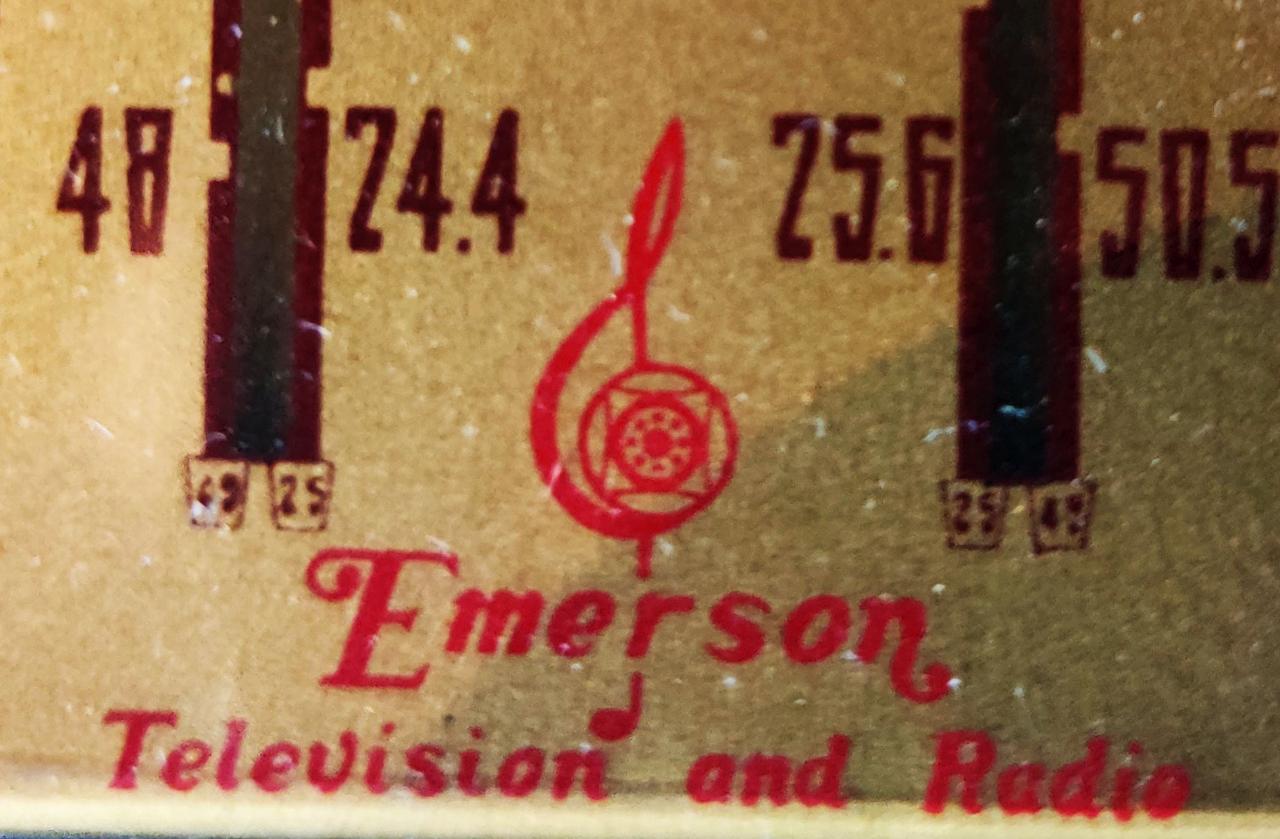 48 24.4 25.6 50.5
49 25 25 49
Emerson
Television and Radio